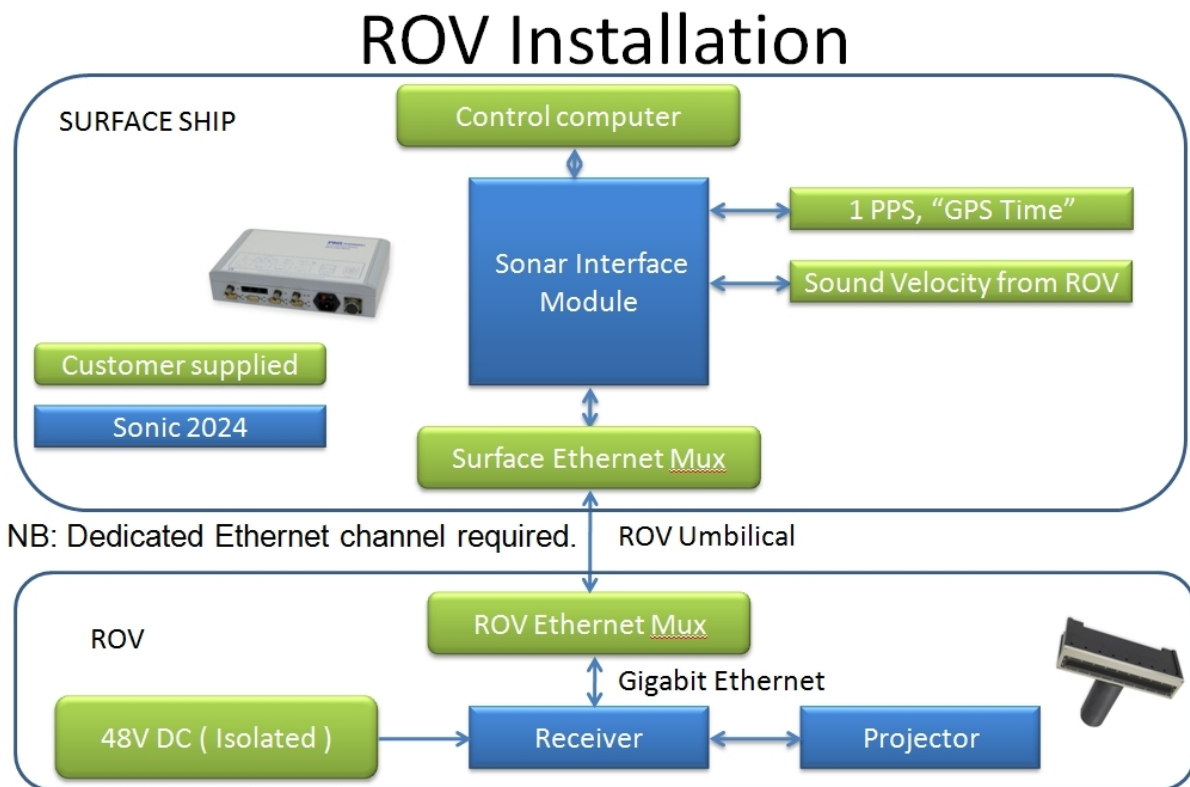 ROV Installation
SURFACE SHIP
Control computer
1 PPS, “GPS Time”
Sonar Interface
Module
Sound Velocity from ROV
Customer supplied
Sonic 2024
Surface Ethernet Mux
NB: Dedicated Ethernet channel required.
ROV Umbilical
ROV
ROV Ethernet Mux
Gigabit Ethernet
48V DC ( Isolated )
Receiver
Projector